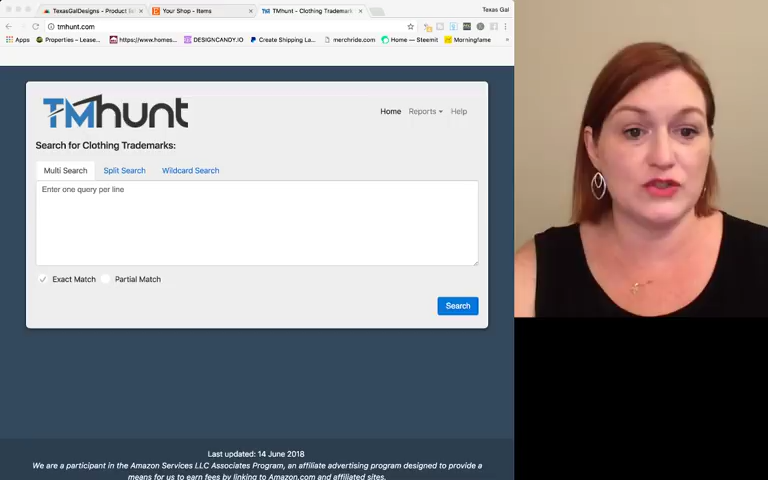 TexasGalDesigns - Product
Your Shop - Items
TMhunt - Clothing Trademark
Texas Gal
tmhunt.com
Apps
Properties – Lease...
https://www.homes...
DESIGNCANDY.IO
Create Shipping La...
merchride.com
Home — Steemit
Morningfame
»
TMhunt
Home
Reports
Help
Search for Clothing Trademarks:
Multi Search
Split Search
Wildcard Search
Enter one query per line
Exact Match
Partial Match
Search
Last updated: 14 June 2018
We are a participant in the Amazon Services LLC Associates Program, an affiliate advertising program designed to provide a
means for us to earn fees by linking to Amazon.com and affiliated sites.